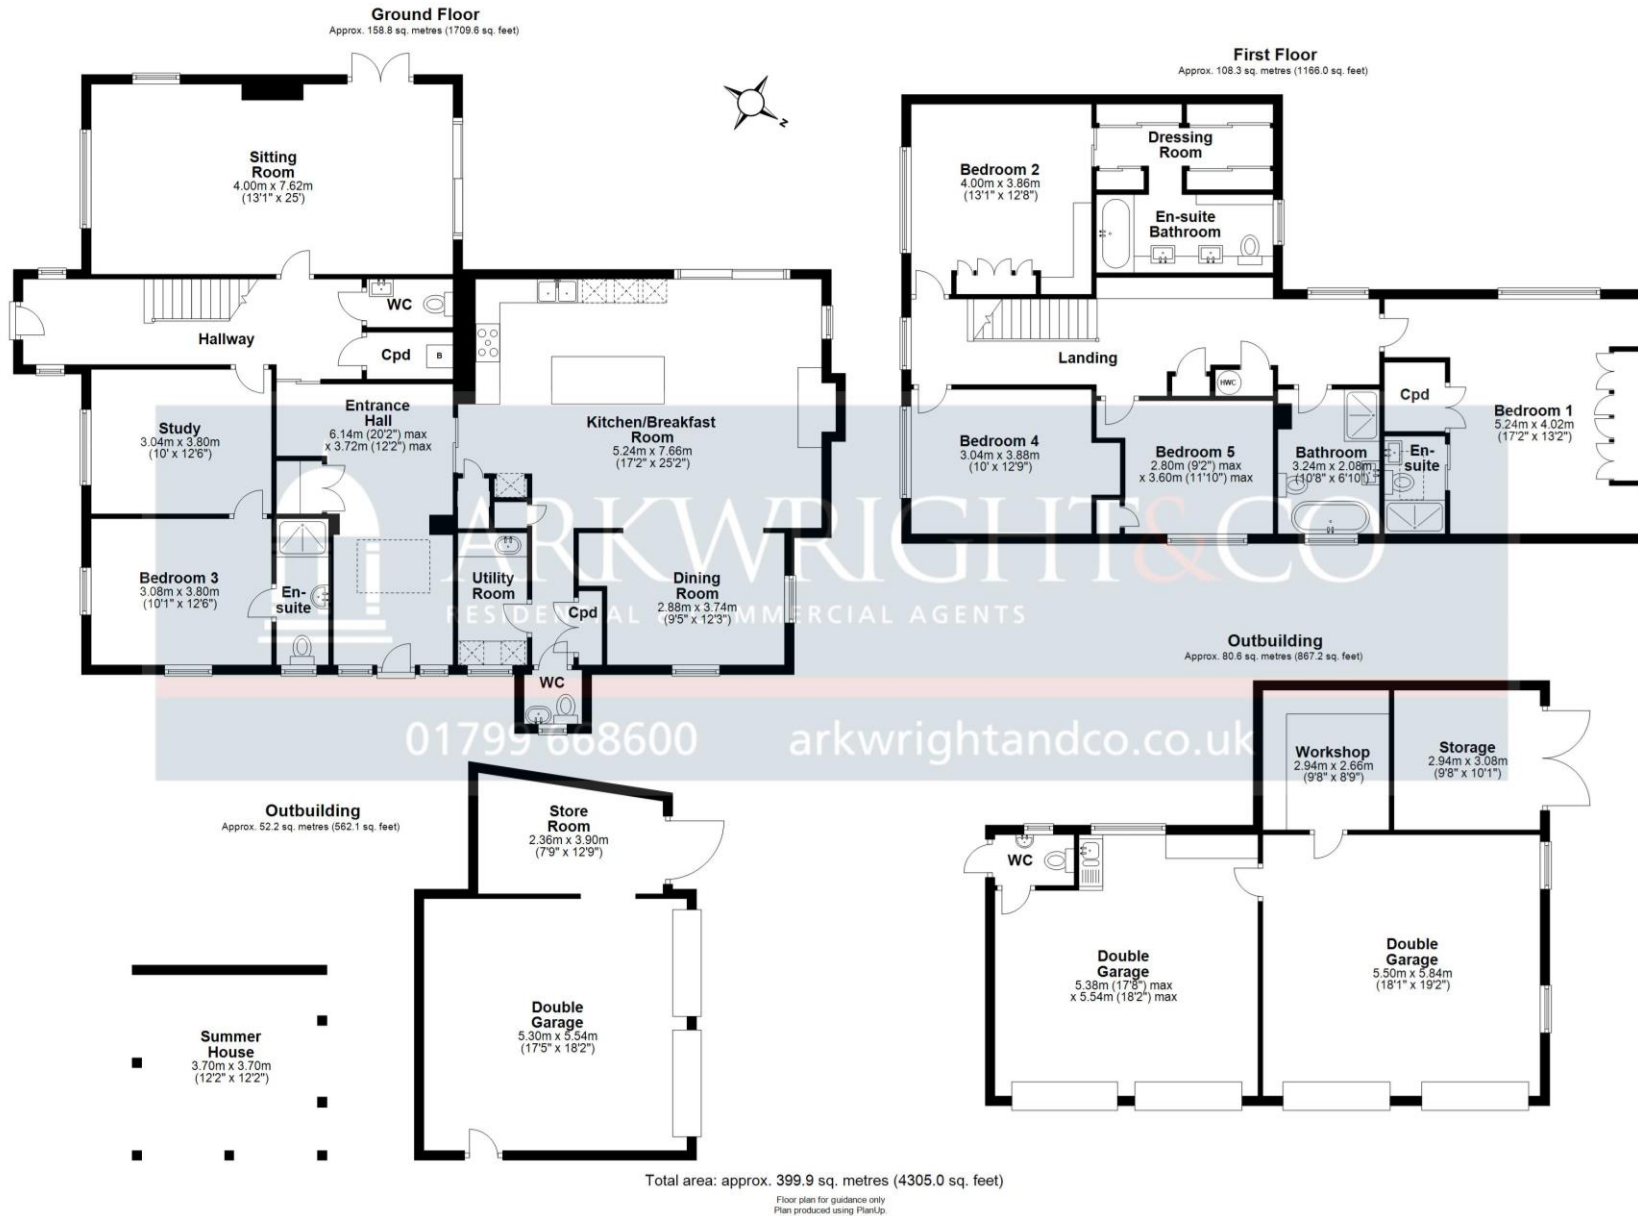 Ground Floor
Approx. 158.8 sq. metres (1709.6 sq. feet)
Sitting
Room
4.00m x 7.62m
(13'1" x 25')
WC
Hallway
Cpd
B
Study
3.04m x 3.80m
(10' x 12'6")
Entrance
Hall
6.14m (20'2") max
x 3.72m (12'2") max
Kitchen/Breakfast
Room
5.24m x 7.66m
(17'2" x 25'2")
Bedroom 3
3.08m x 3.80m
(10'1" x 12'6")
En-
suite
Utility
Room
Cpd
Dining
Room
2.88m x 3.74m
(9'5" x 12'3")
WC
N
First Floor
Approx. 108.3 sq. metres (1166.0 sq. feet)
Bedroom 2
4.00m x 3.86m
(13'1" x 12'8")
Dressing
Room
En-suite
Bathroom
Landing
HWC
Cpd
Bedroom 1
5.24m x 4.02m
(17'2" x 13'2")
Bedroom 4
3.04m x 3.88m
(10' x 12'9")
Bedroom 5
2.80m (9'2") max
x 3.60m (11'10") max
Bathroom
3.24m x 2.08m
(10'8" x 6'10")
En-
suite
ARKWRIGHT&CO
RESIDENTIAL & COMMERCIAL AGENTS
01799 668600
arkwrightandco.co.uk
Outbuilding
Approx. 80.6 sq. metres (867.2 sq. feet)
Workshop
2.94m x 2.66m
(9'8" x 8'9")
Storage
2.94m x 3.08m
(9'8" x 10'1")
WC
Double
Garage
5.38m (17'8") max
x 5.54m (18'2") max
Double
Garage
5.50m x 5.84m
(18'1" x 19'2")
Outbuilding
Approx. 52.2 sq. metres (562.1 sq. feet)
Store
Room
2.36m x 3.90m
(7'9" x 12'9")
Double
Garage
5.30m x 5.54m
(17'5" x 18'2")
Summer
House
3.70m x 3.70m
(12'2" x 12'2")
Total area: approx. 399.9 sq. metres (4305.0 sq. feet)
Floor plan for guidance only
Plan produced using PlanUp.